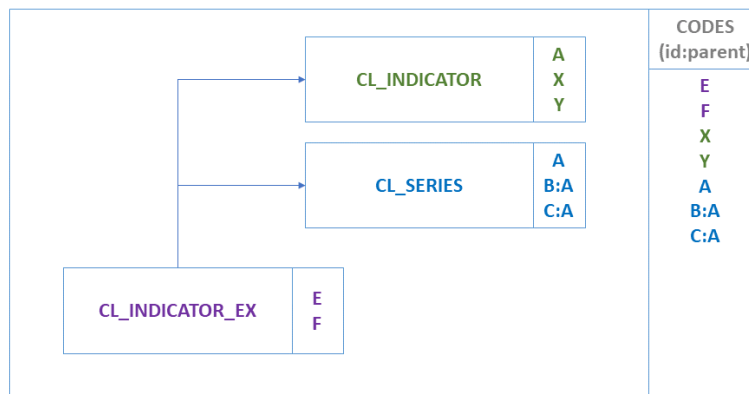 CL_INDICATOR
A
X
Y
CL_SERIES
A
B:A
C:A
CL_INDICATOR_EX
E
F
CODES
(id:parent)
E
F
X
Y
A
B:A
C:A